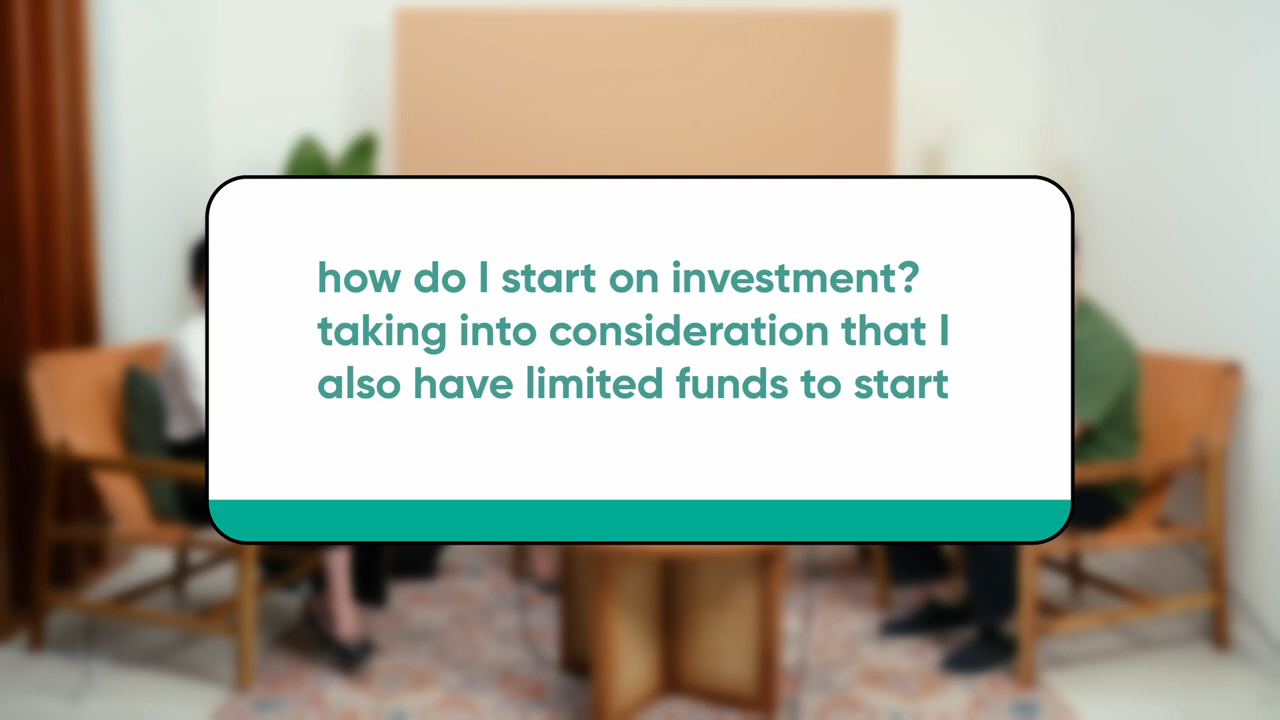 how do I start on investment?
taking into consideration that I
also have limited funds to start